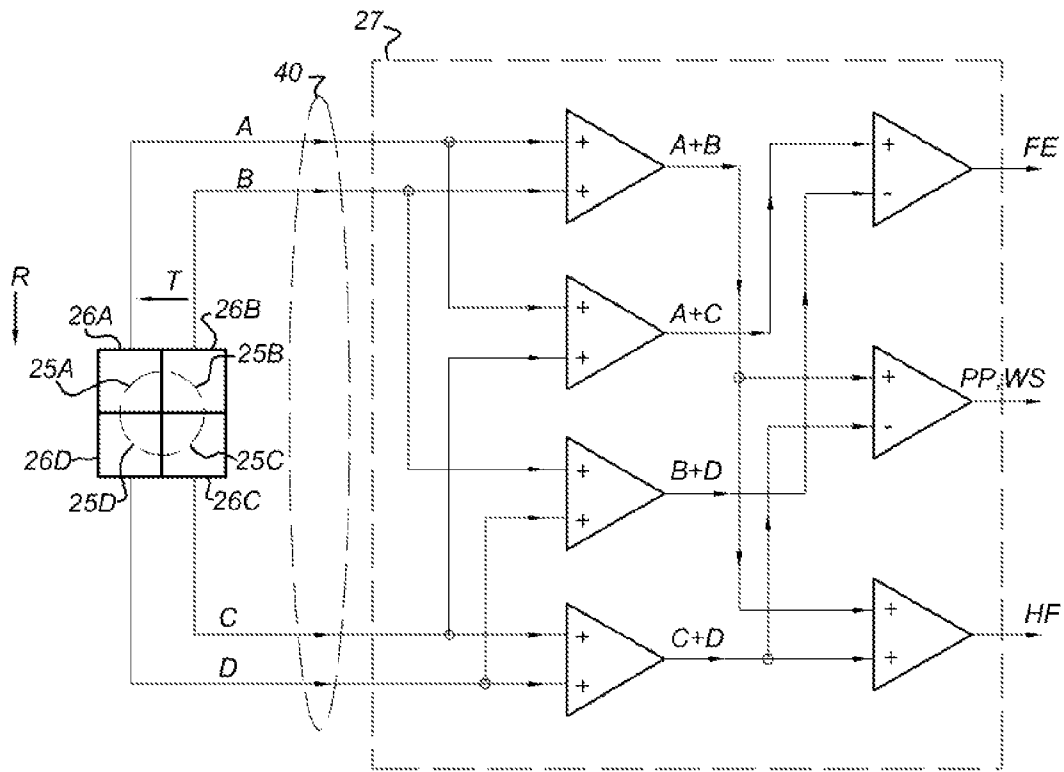 27
40
A
+
+
A+B
+
-
FE
B
R
T
26A
26B
+
+
A+C
25A
25B
+
-
PP, WS
26D
25C
25D
26C
+
+
B+D
C
+
+
C+D
+
+
HF
D